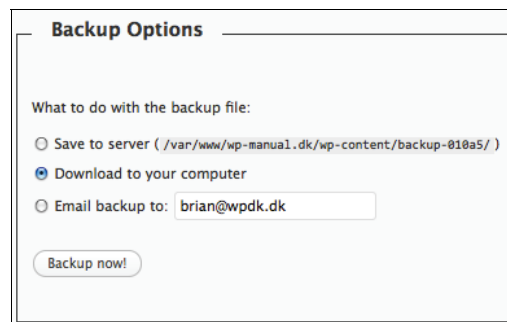 Backup Options
What to do with the backup file:
Save to server ( /var/www/wp-manual.dk/wp-content/backup-010a5/ )
Download to your computer
Email backup to: brian@wpdk.dk
Backup now!